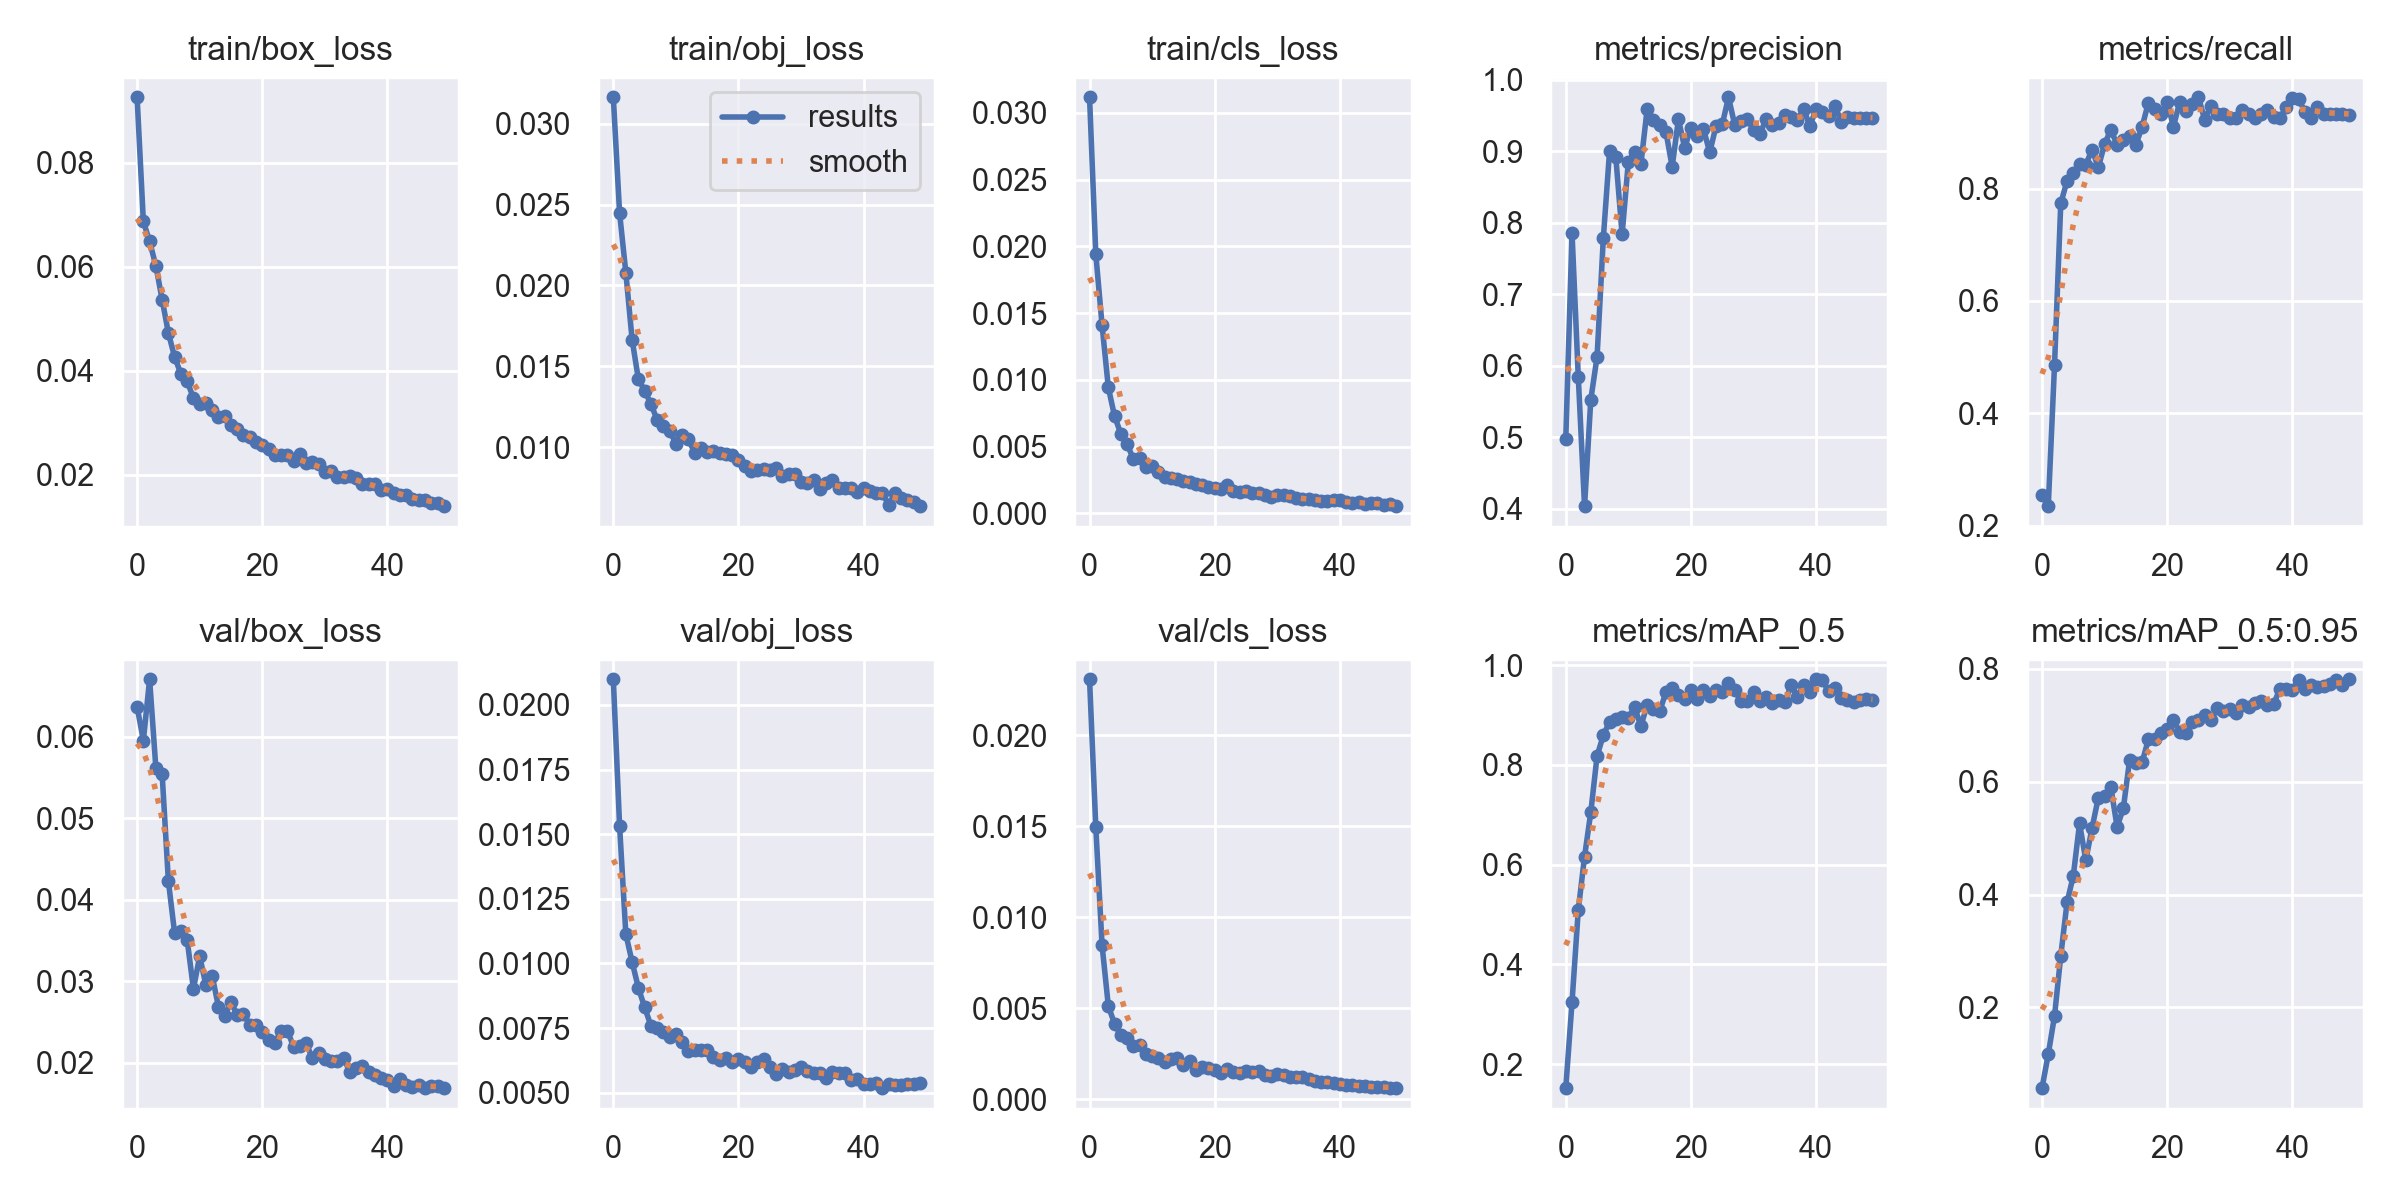 train/box_loss
0.08
0.06
0.04
0.02
0 20 40
train/obj_loss
results
smooth
0.030
0.025
0.020
0.015
0.010
0 20 40
train/cls_loss
0.030
0.025
0.020
0.015
0.010
0.005
0.000
0 20 40
metrics/precision
1.0
0.9
0.8
0.7
0.6
0.5
0.4
0 20 40
metrics/recall
0.8
0.6
0.4
0.2
0 20 40
val/box_loss
0.06
0.05
0.04
0.03
0.02
0 20 40
val/obj_loss
0.0200
0.0175
0.0150
0.0125
0.0100
0.0075
0.0050
0 20 40
val/cls_loss
0.020
0.015
0.010
0.005
0.000
0 20 40
metrics/mAP_0.5
1.0
0.8
0.6
0.4
0.2
0 20 40
metrics/mAP_0.5:0.95
0.8
0.6
0.4
0.2
0 20 40